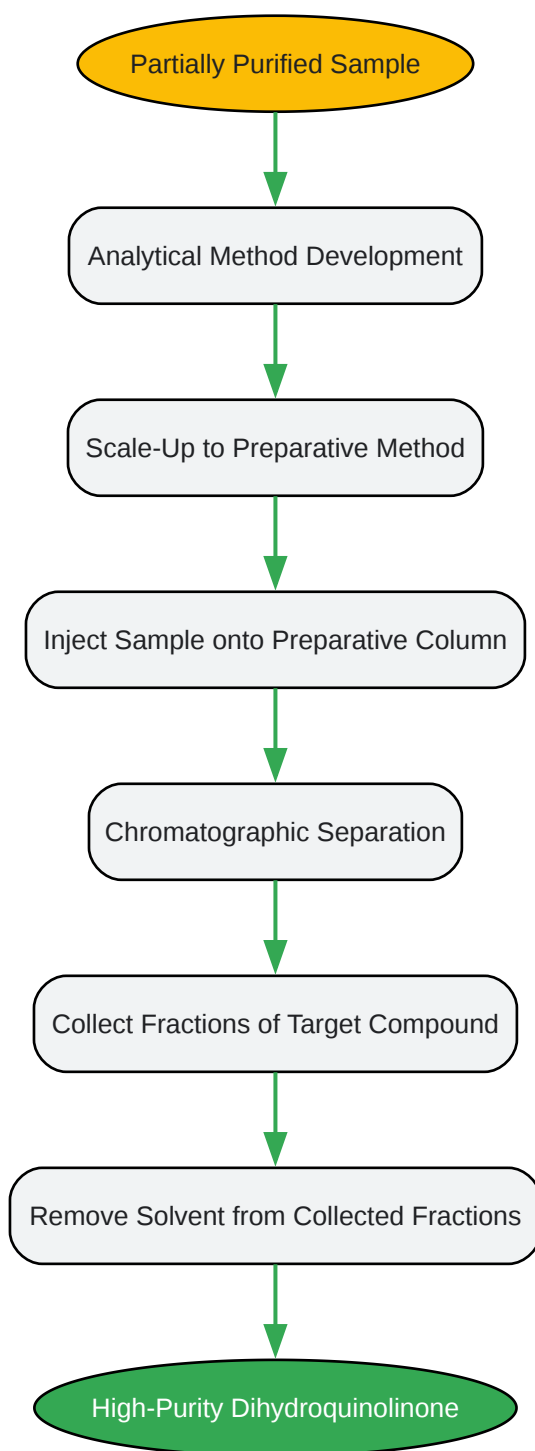 Partially Purified Sample
Analytical Method Development
Scale-Up to Preparative Method
Inject Sample onto Preparative Column
Chromatographic Separation
Collect Fractions of Target Compound
Remove Solvent from Collected Fractions
High-Purity Dihydroquinolinone